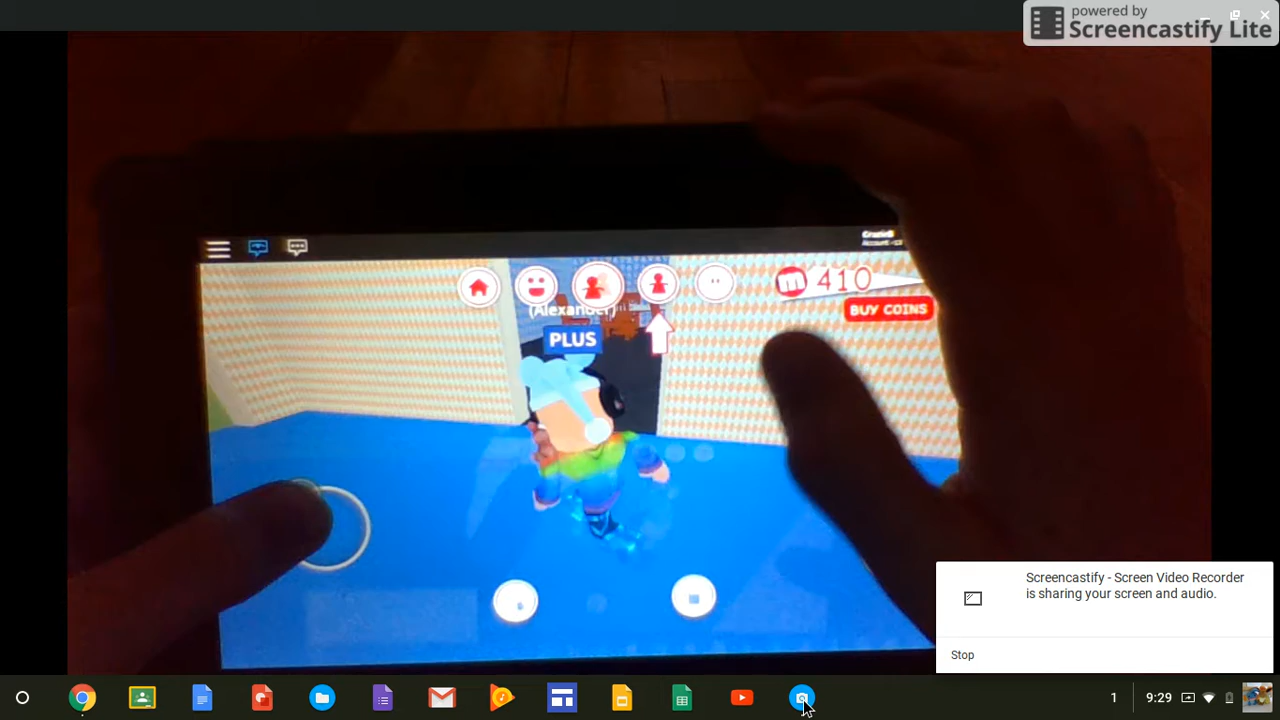 powered by
Screencastify Lite
410
BUY COINS
(Alexander)
PLUS
Screencastify - Screen Video Recorder
is sharing your screen and audio.
Stop
1
9:29